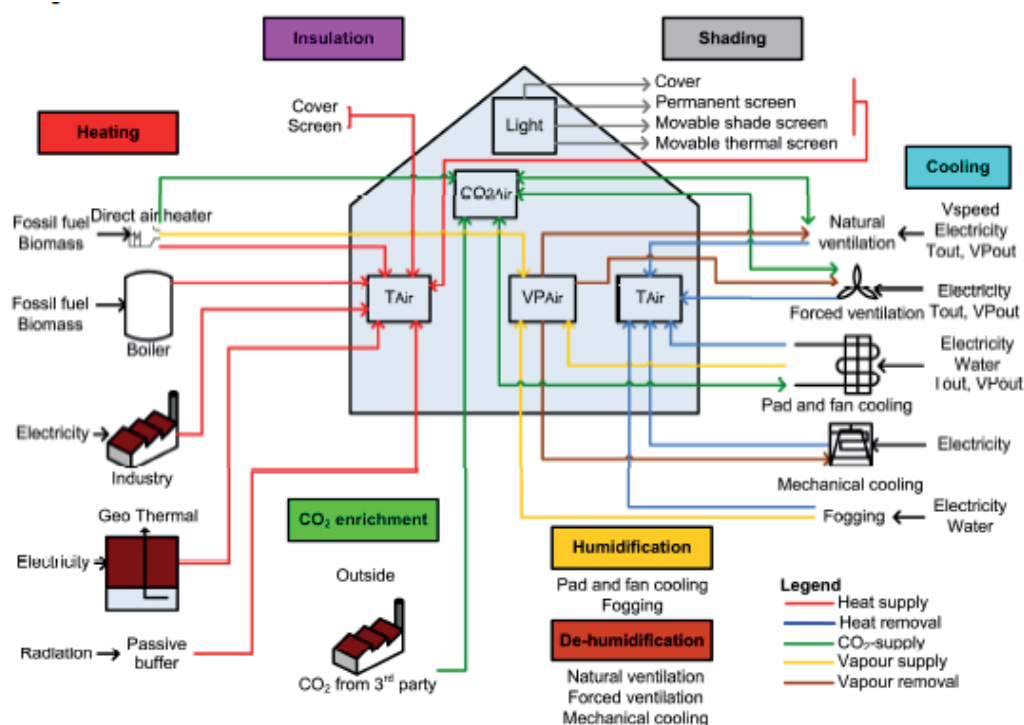 Insulation
Shading
Heating
Cooling
Cover
Screen
Light
Cover
Permanent screen
Movable shade screen
Movable thermal screen
CO2Air
Direct air heater
Fossil fuel
Biomass
Natural
ventilation
Vspeed
Electricity
Tout, VPout
TAir
VPAir
TAir
Fossil fuel
Biomass
Boiler
Forced ventilation
Electricity
Tout, VPout
Electricity
Water
Tout, VPout
Pad and fan cooling
Electricity
Industry
Electricity
Mechanical cooling
Geo Thermal
Electricity
CO₂ enrichment
Fogging
Electricity
Water
Humidification
Pad and fan cooling
Fogging
Outside
CO₂ from 3rd party
Radiation
Passive
buffer
De-humidification
Natural ventilation
Forced ventilation
Mechanical cooling
Legend
Heat supply
Heat removal
CO₂-supply
Vapour supply
Vapour removal